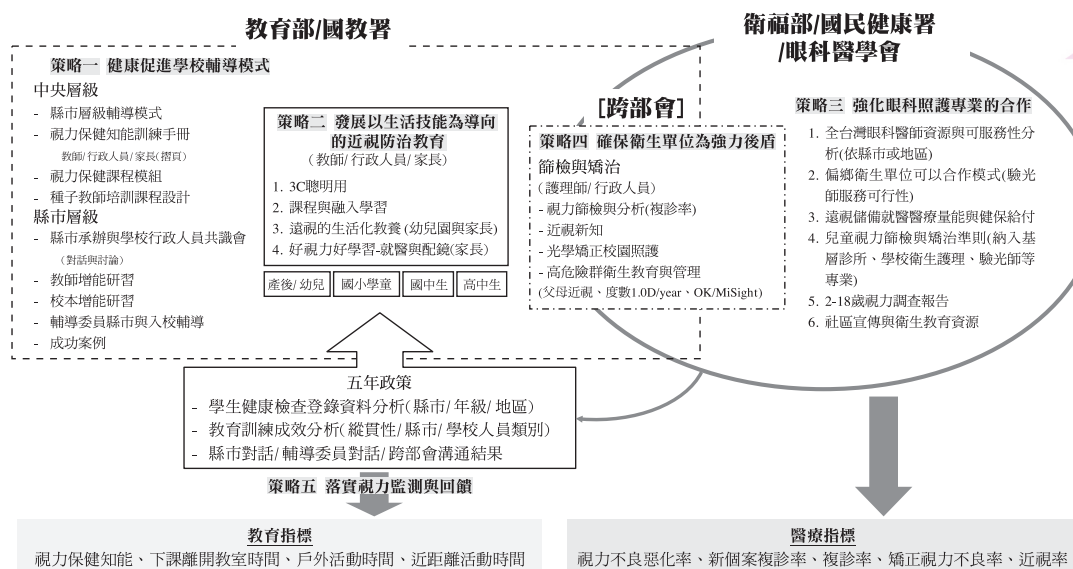 教育部/國教署
衛福部/國民健康署
/眼科醫學會
策略一 健康促進學校輔導模式
中央層級
- 縣市層級輔導模式
- 視力保健知能訓練手冊
教師/行政人員/家長(摺頁)
- 視力保健課程模組
- 種子教師培訓課程設計
縣市層級
- 縣市承辦與學校行政人員共識會
(對話與討論)
- 教師增能研習
- 校本增能研習
- 輔導委員縣市與入校輔導
- 成功案例
策略二 發展以生活技能為導向
的近視防治教育
(教師/行政人員/家長)
1. 3C聰明用
2. 課程與融入學習
3. 遠視的生活化教養(幼兒園與家長)
4. 好視力好學習-就醫與配鏡(家長)
產後/幼兒
國小學童
國中生
高中生
[跨部會]
策略四 確保衛生單位為強力後盾
篩檢與矯治
(護理師/行政人員)
- 視力篩檢與分析(複診率)
- 近視新知
- 光學矯正校園照護
- 高危險群衛生教育與管理
(父母近視、度數1.0D/year、OK/MiSight)
策略三 強化眼科照護專業的合作
1. 全台灣眼科醫師資源與可服務性分
析(依縣市或地區)
2. 偏鄉衛生單位可以合作模式(驗光
師服務可行性)
3. 遠視儲備就醫醫療量能與健保給付
4. 兒童視力篩檢與矯治準則(納入基
層診所、學校衛生護理、驗光師等
專業)
5. 2-18歲視力調查報告
6. 社區宣傳與衛生教育資源
五年政策
- 學生健康檢查登錄資料分析(縣市/年級/地區)
- 教育訓練成效分析(縱貫性/縣市/學校人員類別)
- 縣市對話/輔導委員對話/跨部會溝通結果
策略五 落實視力監測與回饋
教育指標
視力保健知能、下課離開教室時間、戶外活動時間、近距離活動時間
醫療指標
視力不良惡化率、新個案複診率、複診率、矯正視力不良率、近視率